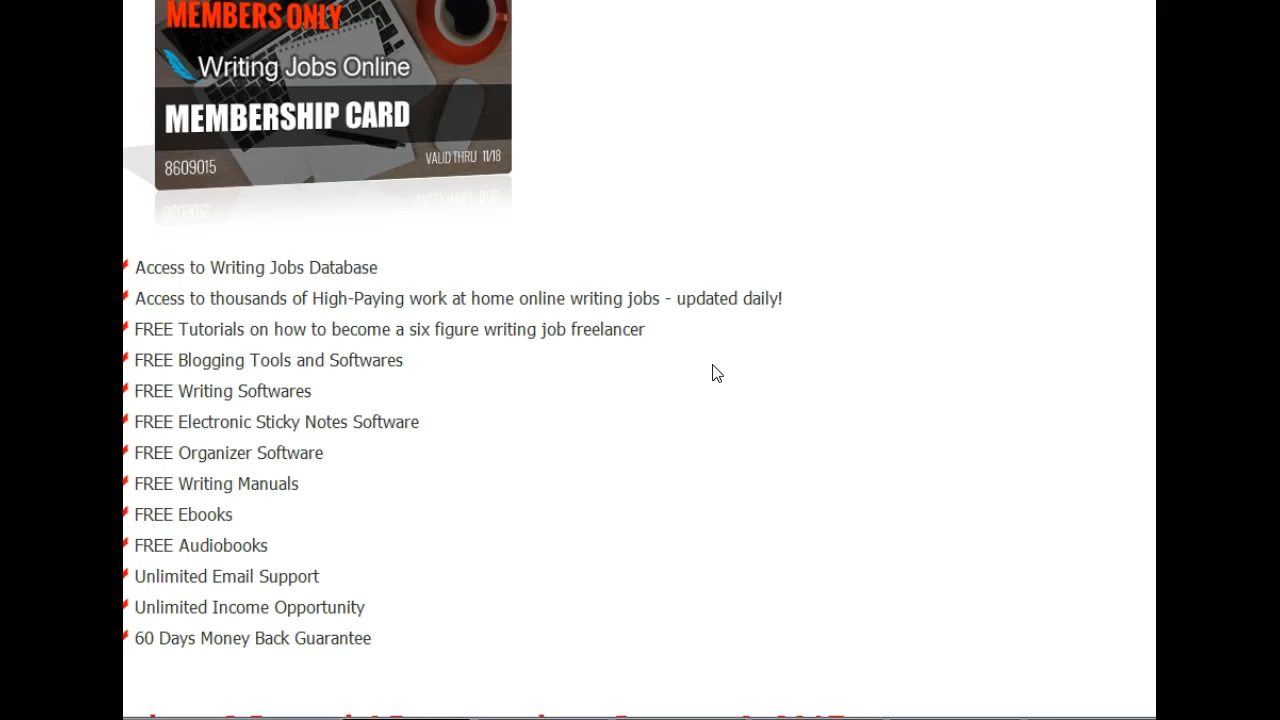 MEMBERS ONLY
Writing Jobs Online
MEMBERSHIP CARD
8609015
VALID THRU 11/18
Access to Writing Jobs Database
Access to thousands of High-Paying work at home online writing jobs - updated daily!
FREE Tutorials on how to become a six figure writing job freelancer
FREE Blogging Tools and Softwares
FREE Writing Softwares
FREE Electronic Sticky Notes Software
FREE Organizer Software
FREE Writing Manuals
FREE Ebooks
FREE Audiobooks
Unlimited Email Support
Unlimited Income Opportunity
60 Days Money Back Guarantee